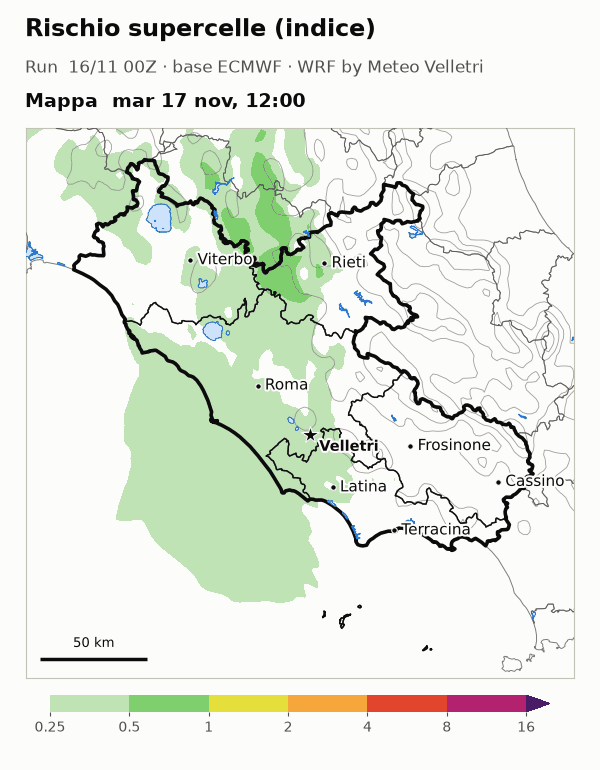 Rischio supercelle (indice)
Run 16/11 00Z · base ECMWF · WRF by Meteo Velletri
Mappa mar 17 nov, 12:00
Viterbo
Rieti
Roma
Velletri
Frosinone
Latina
Cassino
Terracina
50 km
0.25 0.5 1 2 4 8 16